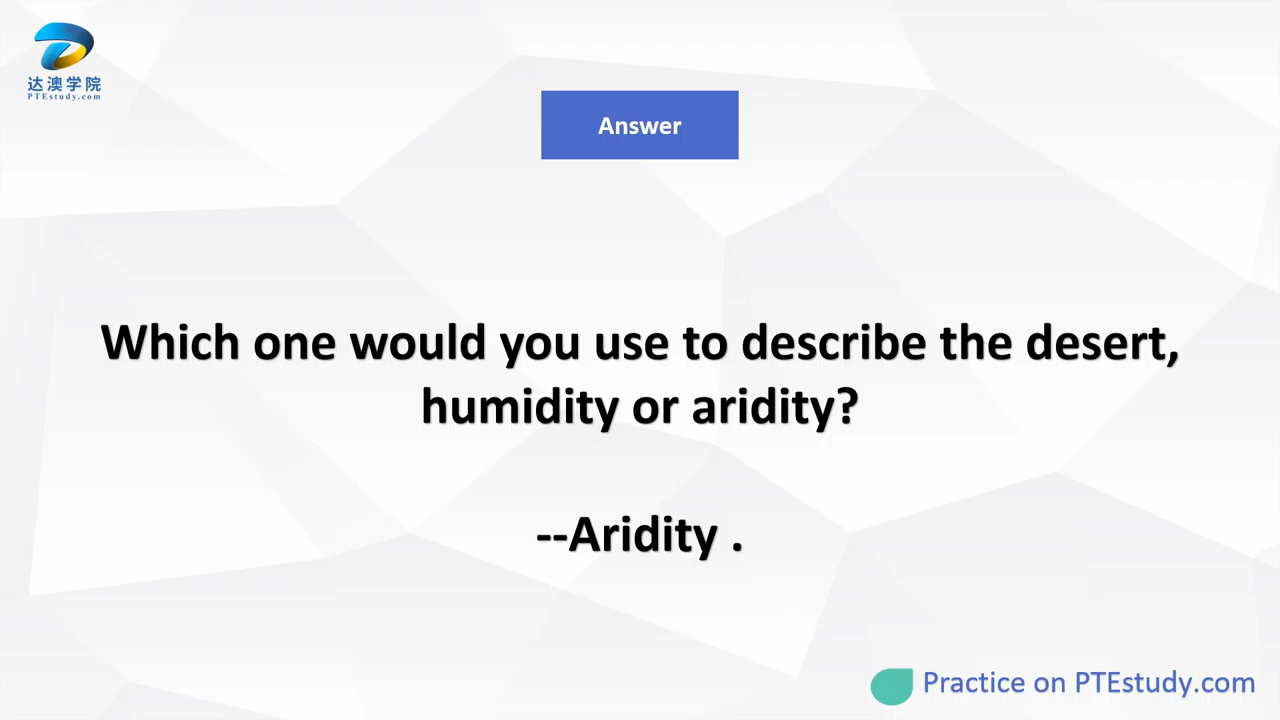 达澳学院
PTEstudy.com
Answer
Which one would you use to describe the desert,
humidity or aridity?
--Aridity .
Practice on PTEstudy.com